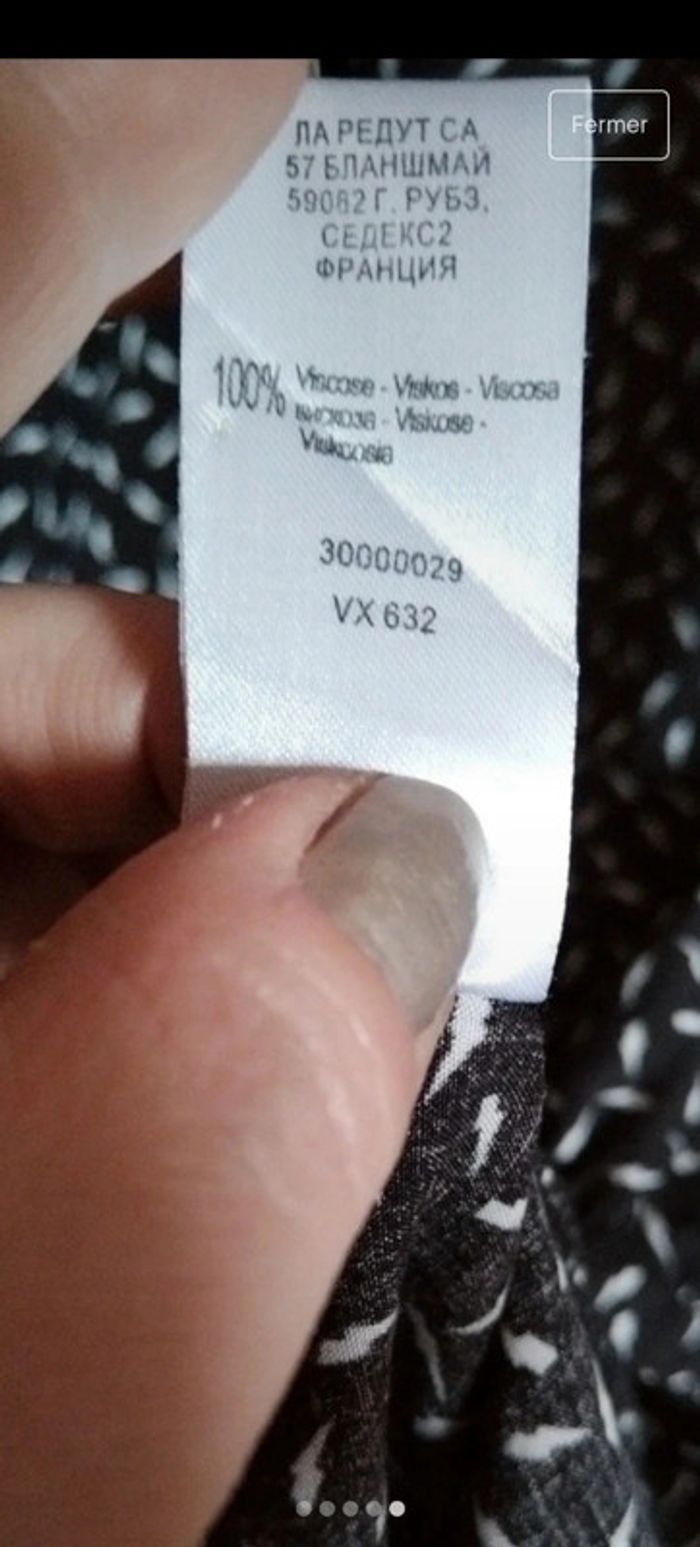 Fermer
ЛА РЕДУТ СА
57 БЛАНШМАЙ
59082 Г. РУБЭ,
СЕДЕКС2
ФРАНЦИЯ
100% Viscose - Viskos - Viscosa
вискоза - Viskose -
Viskoosia
30000029
VX 632